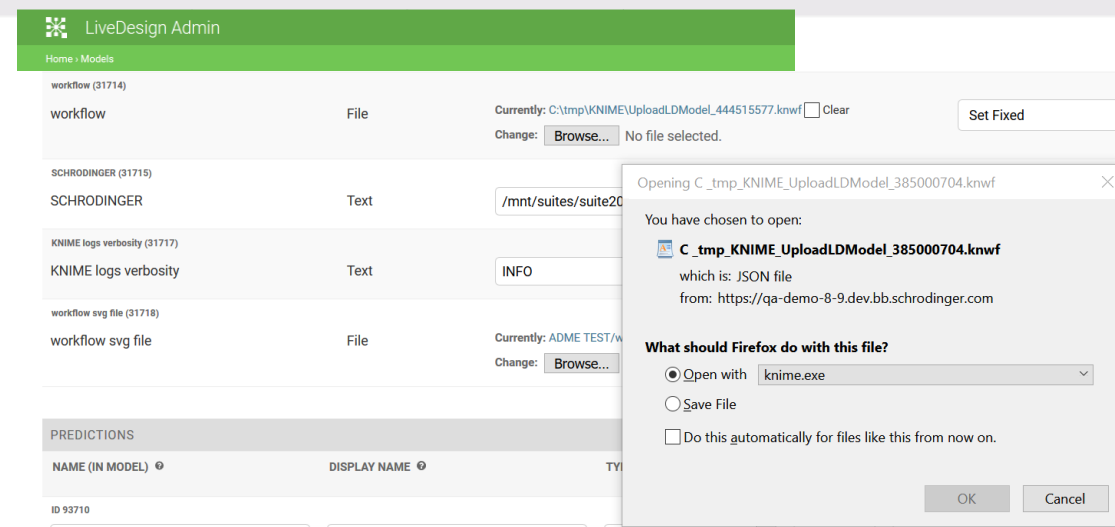 LiveDesign Admin
Home › Models
workflow (31714)
workflow File Currently: C:\tmp\KNIME\UploadLDModel_444515577.knwf Clear Set Fixed
Change: Browse... No file selected.
SCHRODINGER (31715)
SCHRODINGER Text /mnt/suites/suite20
KNIME logs verbosity (31717)
KNIME logs verbosity Text INFO
workflow svg file (31718)
workflow svg file File Currently: ADME TEST/w
Change: Browse...
PREDICTIONS
NAME (IN MODEL) ? DISPLAY NAME ? TY
ID 93710
Opening C _tmp_KNIME_UploadLDModel_385000704.knwf
You have chosen to open:
C _tmp_KNIME_UploadLDModel_385000704.knwf
which is: JSON file
from: https://qa-demo-8-9.dev.bb.schrodinger.com
What should Firefox do with this file?
Open with knime.exe
Save File
Do this automatically for files like this from now on.
OK Cancel